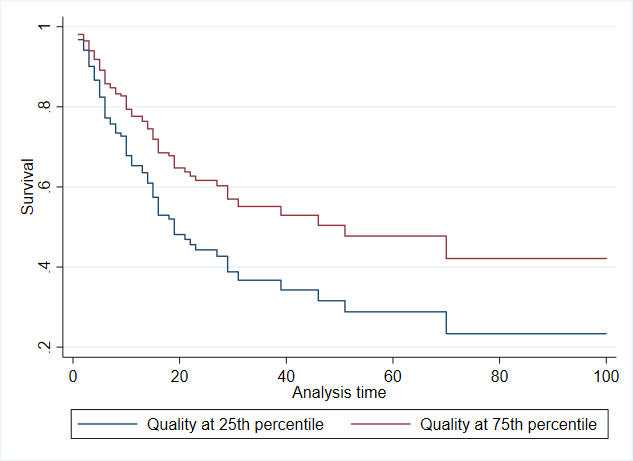 1
.8
.6
.4
.2
Survival
0 20 40 60 80 100
Analysis time
Quality at 25th percentile Quality at 75th percentile